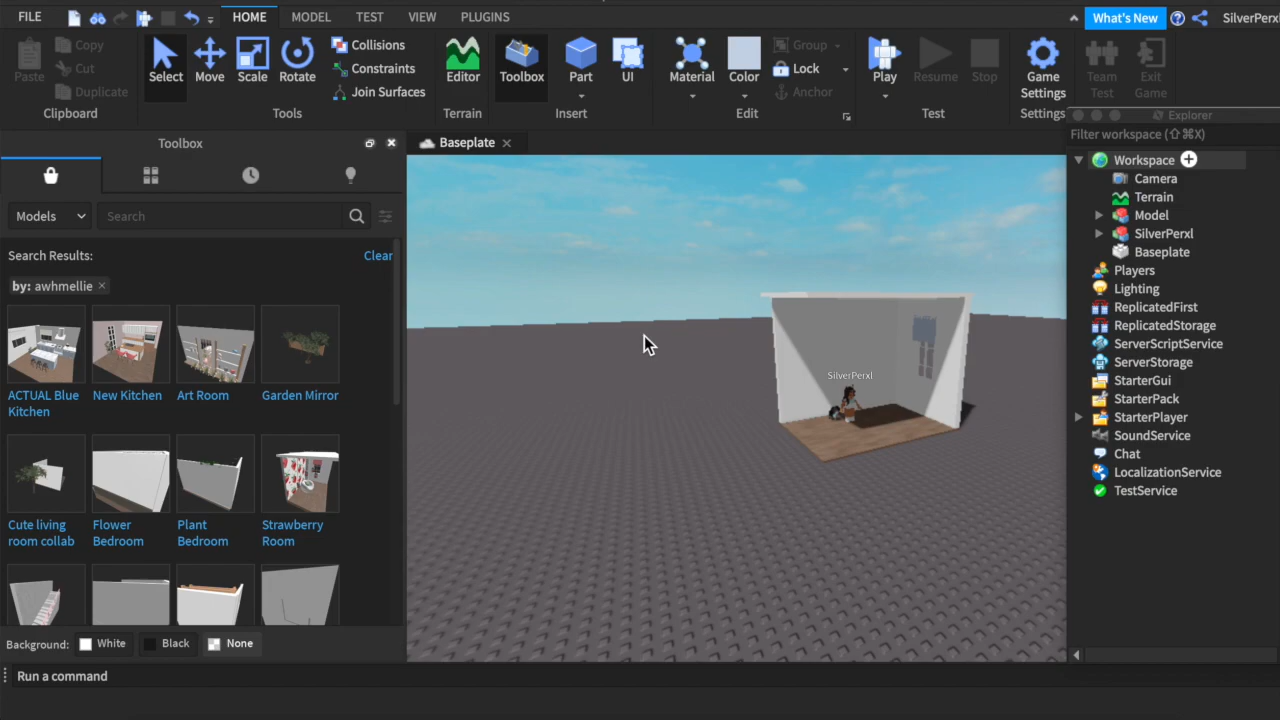 FILE
HOME
MODEL
TEST
VIEW
PLUGINS
What's New
SilverPerxl
Paste
Copy
Cut
Duplicate
Clipboard
Select
Move
Scale
Rotate
Collisions
Constraints
Join Surfaces
Tools
Editor
Terrain
Toolbox
Part
UI
Insert
Material
Color
Group
Lock
Anchor
Edit
Play
Resume
Stop
Test
Game
Settings
Settings
Team
Test
Exit
Game
Toolbox
Models
Search
Search Results:
Clear
by: awhmellie
ACTUAL Blue
Kitchen
New Kitchen
Art Room
Garden Mirror
Cute living
room collab
Flower
Bedroom
Plant
Bedroom
Strawberry
Room
Background:
White
Black
None
Run a command
Baseplate
SilverPerxl
Explorer
Filter workspace (⇧⌘X)
Workspace
Camera
Terrain
Model
SilverPerxl
Baseplate
Players
Lighting
ReplicatedFirst
ReplicatedStorage
ServerScriptService
ServerStorage
StarterGui
StarterPack
StarterPlayer
SoundService
Chat
LocalizationService
TestService